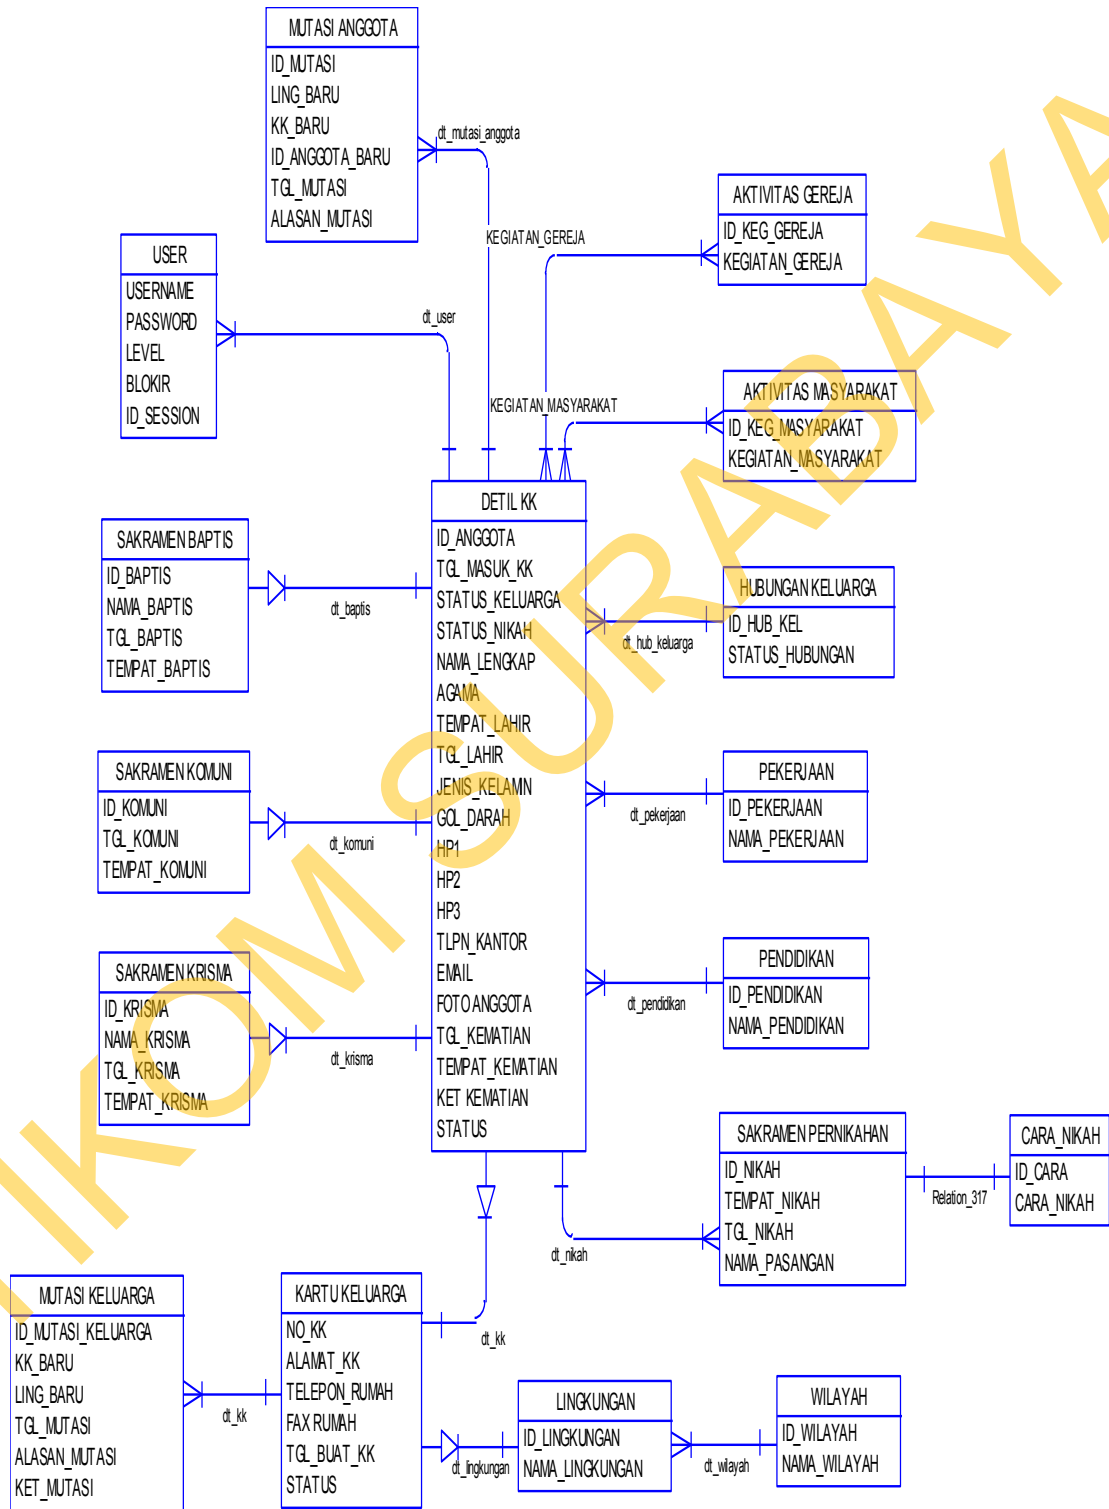 MUTASI ANGGOTA
ID_MUTASI
LING_BARU
KK_BARU
ID_ANGGOTA_BARU
TGL_MUTASI
ALASAN_MUTASI
dt_mutasi_anggota
AKTIVITAS GEREJA
ID_KEG_GEREJA
KEGIATAN_GEREJA
KEGIATAN_GEREJA
USER
USERNAME
PASSWORD
LEVEL
BLOKIR
ID_SESSION
dt_user
KEGIATAN_MASYARAKAT
AKTIVITAS MASYARAKAT
ID_KEG_MASYARAKAT
KEGIATAN_MASYARAKAT
DETIL KK
ID_ANGGOTA
TGL_MASUK_KK
STATUS_KELUARGA
STATUS_NIKAH
NAMA_LENGKAP
AGAMA
TEMPAT_LAHIR
TGL_LAHIR
JENIS_KELAMIN
GOL_DARAH
HP1
HP2
HP3
TLPN_KANTOR
EMAIL
FOTO ANGGOTA
TGL_KEMATIAN
TEMPAT_KEMATIAN
KET KEMATIAN
STATUS
SAKRAMEN BAPTIS
ID_BAPTIS
NAMA_BAPTIS
TGL_BAPTIS
TEMPAT_BAPTIS
dt_baptis
HUBUNGAN KELUARGA
ID_HUB_KEL
STATUS_HUBUNGAN
dt_hub_keluarga
SAKRAMEN KOMUNI
ID_KOMUNI
TGL_KOMUNI
TEMPAT_KOMUNI
dt_komuni
PEKERJAAN
ID_PEKERJAAN
NAMA_PEKERJAAN
dt_pekerjaan
SAKRAMEN KRISMA
ID_KRISMA
NAMA_KRISMA
TGL_KRISMA
TEMPAT_KRISMA
dt_krisma
PENDIDIKAN
ID_PENDIDIKAN
NAMA_PENDIDIKAN
dt_pendidikan
SAKRAMEN PERNIKAHAN
ID_NIKAH
TEMPAT_NIKAH
TGL_NIKAH
NAMA_PASANGAN
dt_nikah
Relation_317
CARA_NIKAH
ID_CARA
CARA_NIKAH
MUTASI KELUARGA
ID_MUTASI_KELUARGA
KK_BARU
LING_BARU
TGL_MUTASI
ALASAN_MUTASI
KET_MUTASI
dt_kk
KARTU KELUARGA
NO_KK
ALAMAT_KK
TELEPON_RUMAH
FAX RUMAH
TGL_BUAT_KK
STATUS
dt_kk
dt_lingkungan
LINGKUNGAN
ID_LINGKUNGAN
NAMA_LINGKUNGAN
dt_wilayah
WILAYAH
ID_WILAYAH
NAMA_WILAYAH
IKOM SURABAYA